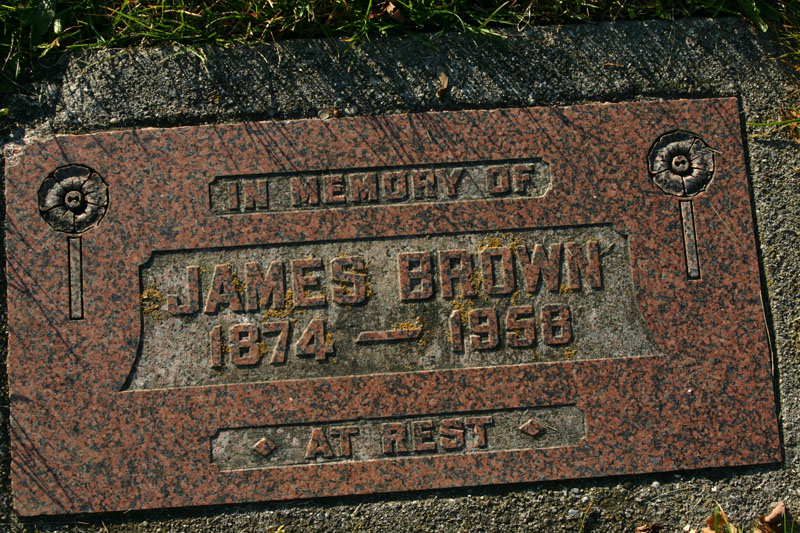 IN MEMORY OF
JAMES BROWN
1874 — 1958
AT REST